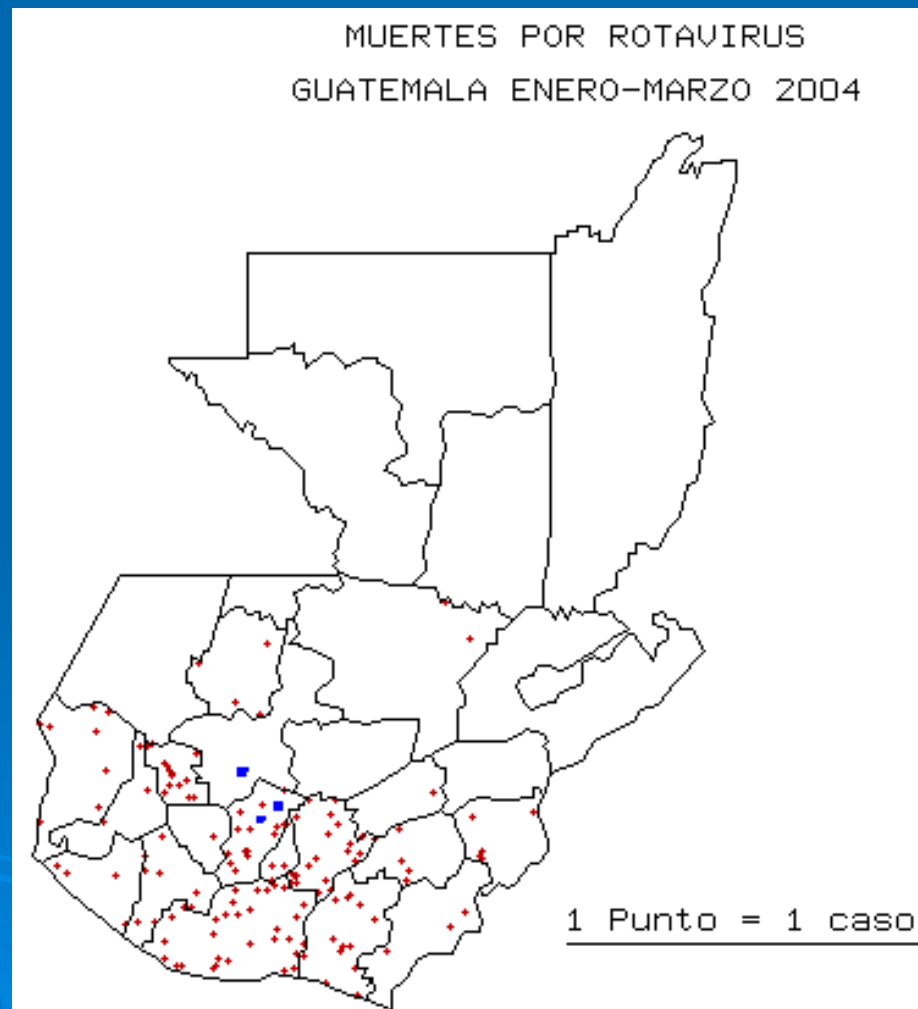 MUERTES POR ROTAVIRUS
GUATEMALA ENERO-MARZO 2004
1 Punto = 1 caso